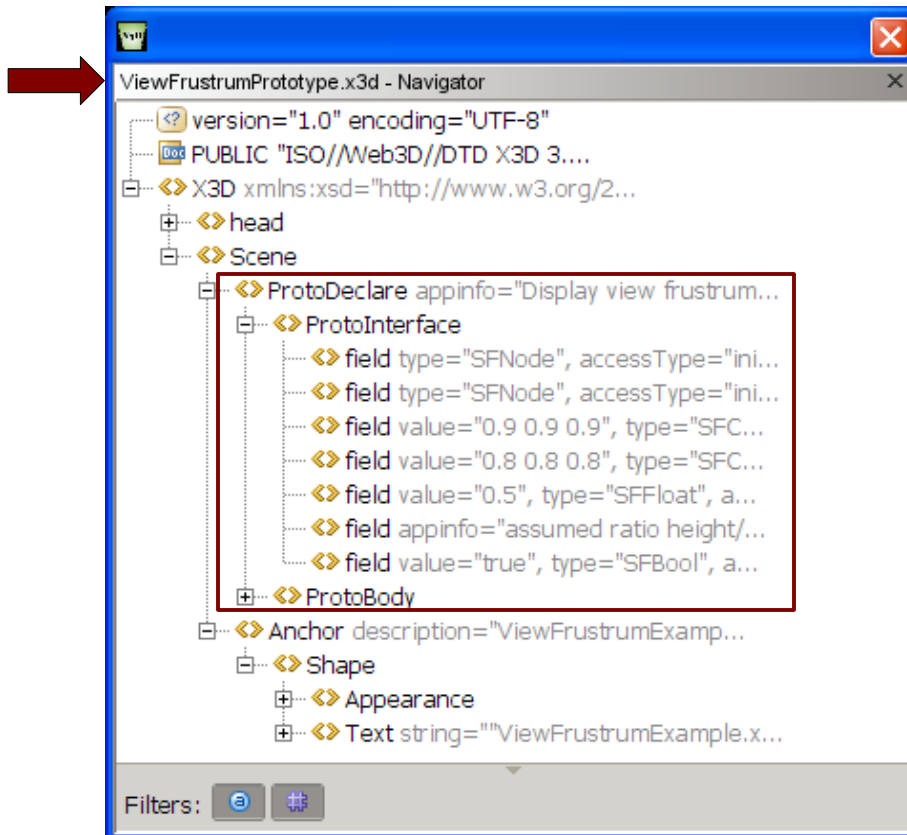 ViewFrustrumPrototype.x3d - Navigator
version="1.0" encoding="UTF-8"
PUBLIC "ISO//Web3D//DTD X3D 3....
X3D xmlns:xsd="http://www.w3.org/2...
head
Scene
ProtoDeclare appinfo="Display view frustrum...
ProtoInterface
field type="SFNode", accessType="ini...
field type="SFNode", accessType="ini...
field value="0.9 0.9 0.9", type="SFC...
field value="0.8 0.8 0.8", type="SFC...
field value="0.5", type="SFFloat", a...
field appinfo="assumed ratio height/...
field value="true", type="SFBool", a...
ProtoBody
Anchor description="ViewFrustrumExamp...
Shape
Appearance
Text string=""ViewFrustrumExample.x...
Filters: